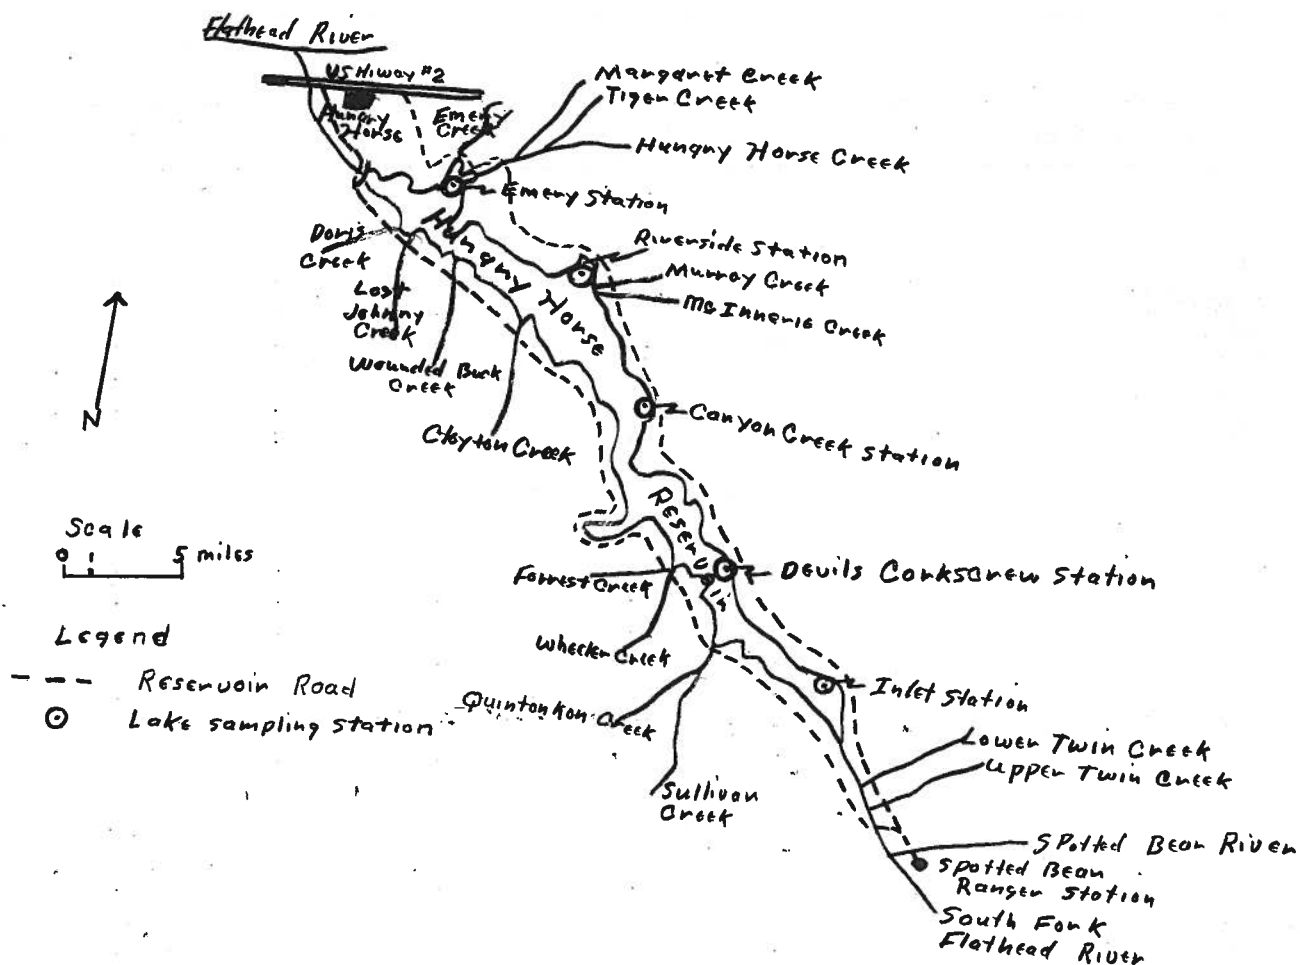 Flathead River
US Hiway #2
Hungry
Horse
Emery
Creek
Margaret Creek
Tiger Creek
Hungry Horse Creek
Emery Station
Doris
Creek
Hungry Horse
Riverside Station
Murray Creek
McInnerie Creek
Lost
Johnny
Creek
Wounded Buck
Creek
Clayton Creek
Canyon Creek Station
N
Reservoir
Scale
0 5 miles
Forrest Creek
Devils Corkscrew Station
Wheeler Creek
Legend
Reservoir Road
Lake sampling station
Quintonkon
Creek
Inlet Station
Sullivan
Creek
Lower Twin Creek
Upper Twin Creek
Spotted Bear River
Spotted Bear
Ranger Station
South Fork
Flathead River